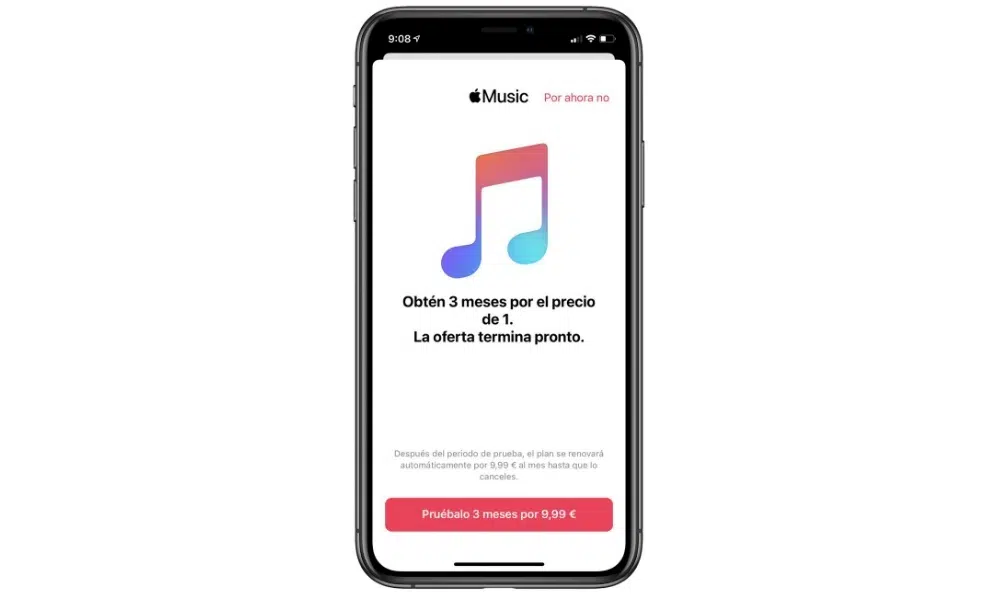 9:08
Music
Por ahora no
Obtén 3 meses por el precio
de 1.
La oferta termina pronto.
Después del periodo de prueba, el plan se renovará
automáticamente por 9,99 € al mes hasta que lo
canceles.
Pruébalo 3 meses por 9,99 €